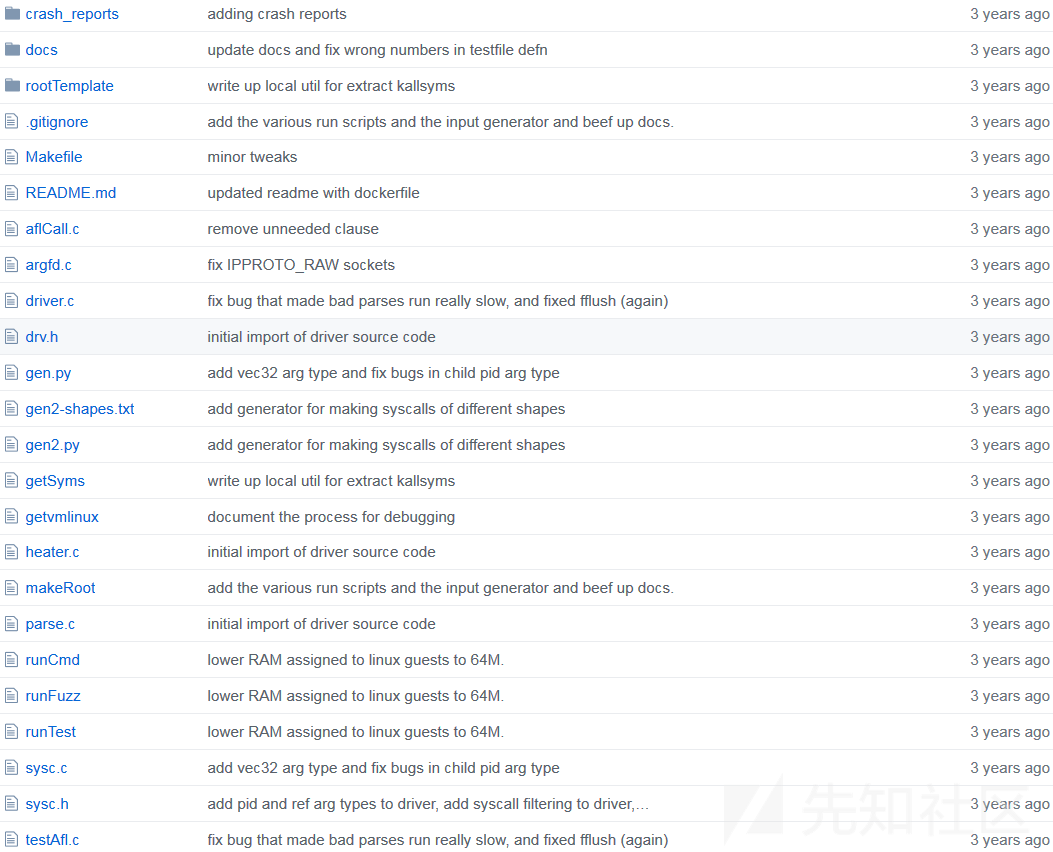 crash_reports adding crash reports 3 years ago
docs update docs and fix wrong numbers in testfile defn 3 years ago
rootTemplate write up local util for extract kallsyms 3 years ago
.gitignore add the various run scripts and the input generator and beef up docs. 3 years ago
Makefile minor tweaks 3 years ago
README.md updated readme with dockerfile 3 years ago
aflCall.c remove unneeded clause 3 years ago
argfd.c fix IPPROTO_RAW sockets 3 years ago
driver.c fix bug that made bad parses run really slow, and fixed fflush (again) 3 years ago
drv.h initial import of driver source code 3 years ago
gen.py add vec32 arg type and fix bugs in child pid arg type 3 years ago
gen2-shapes.txt add generator for making syscalls of different shapes 3 years ago
gen2.py add generator for making syscalls of different shapes 3 years ago
getSyms write up local util for extract kallsyms 3 years ago
getvmlinux document the process for debugging 3 years ago
heater.c initial import of driver source code 3 years ago
makeRoot add the various run scripts and the input generator and beef up docs. 3 years ago
parse.c initial import of driver source code 3 years ago
runCmd lower RAM assigned to linux guests to 64M. 3 years ago
runFuzz lower RAM assigned to linux guests to 64M. 3 years ago
runTest lower RAM assigned to linux guests to 64M. 3 years ago
sysc.c add vec32 arg type and fix bugs in child pid arg type 3 years ago
sysc.h add pid and ref arg types to driver, add syscall filtering to driver,… 3 years ago
先知社区
testAfl.c fix bug that made bad parses run really slow, and fixed fflush (again) 3 years ago